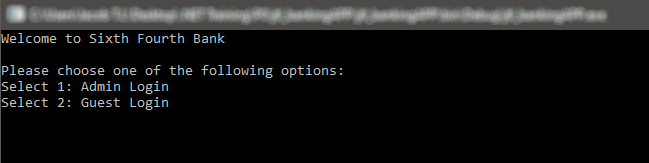 Welcome to Sixth Fourth Bank
Please choose one of the following options:
Select 1: Admin Login
Select 2: Guest Login